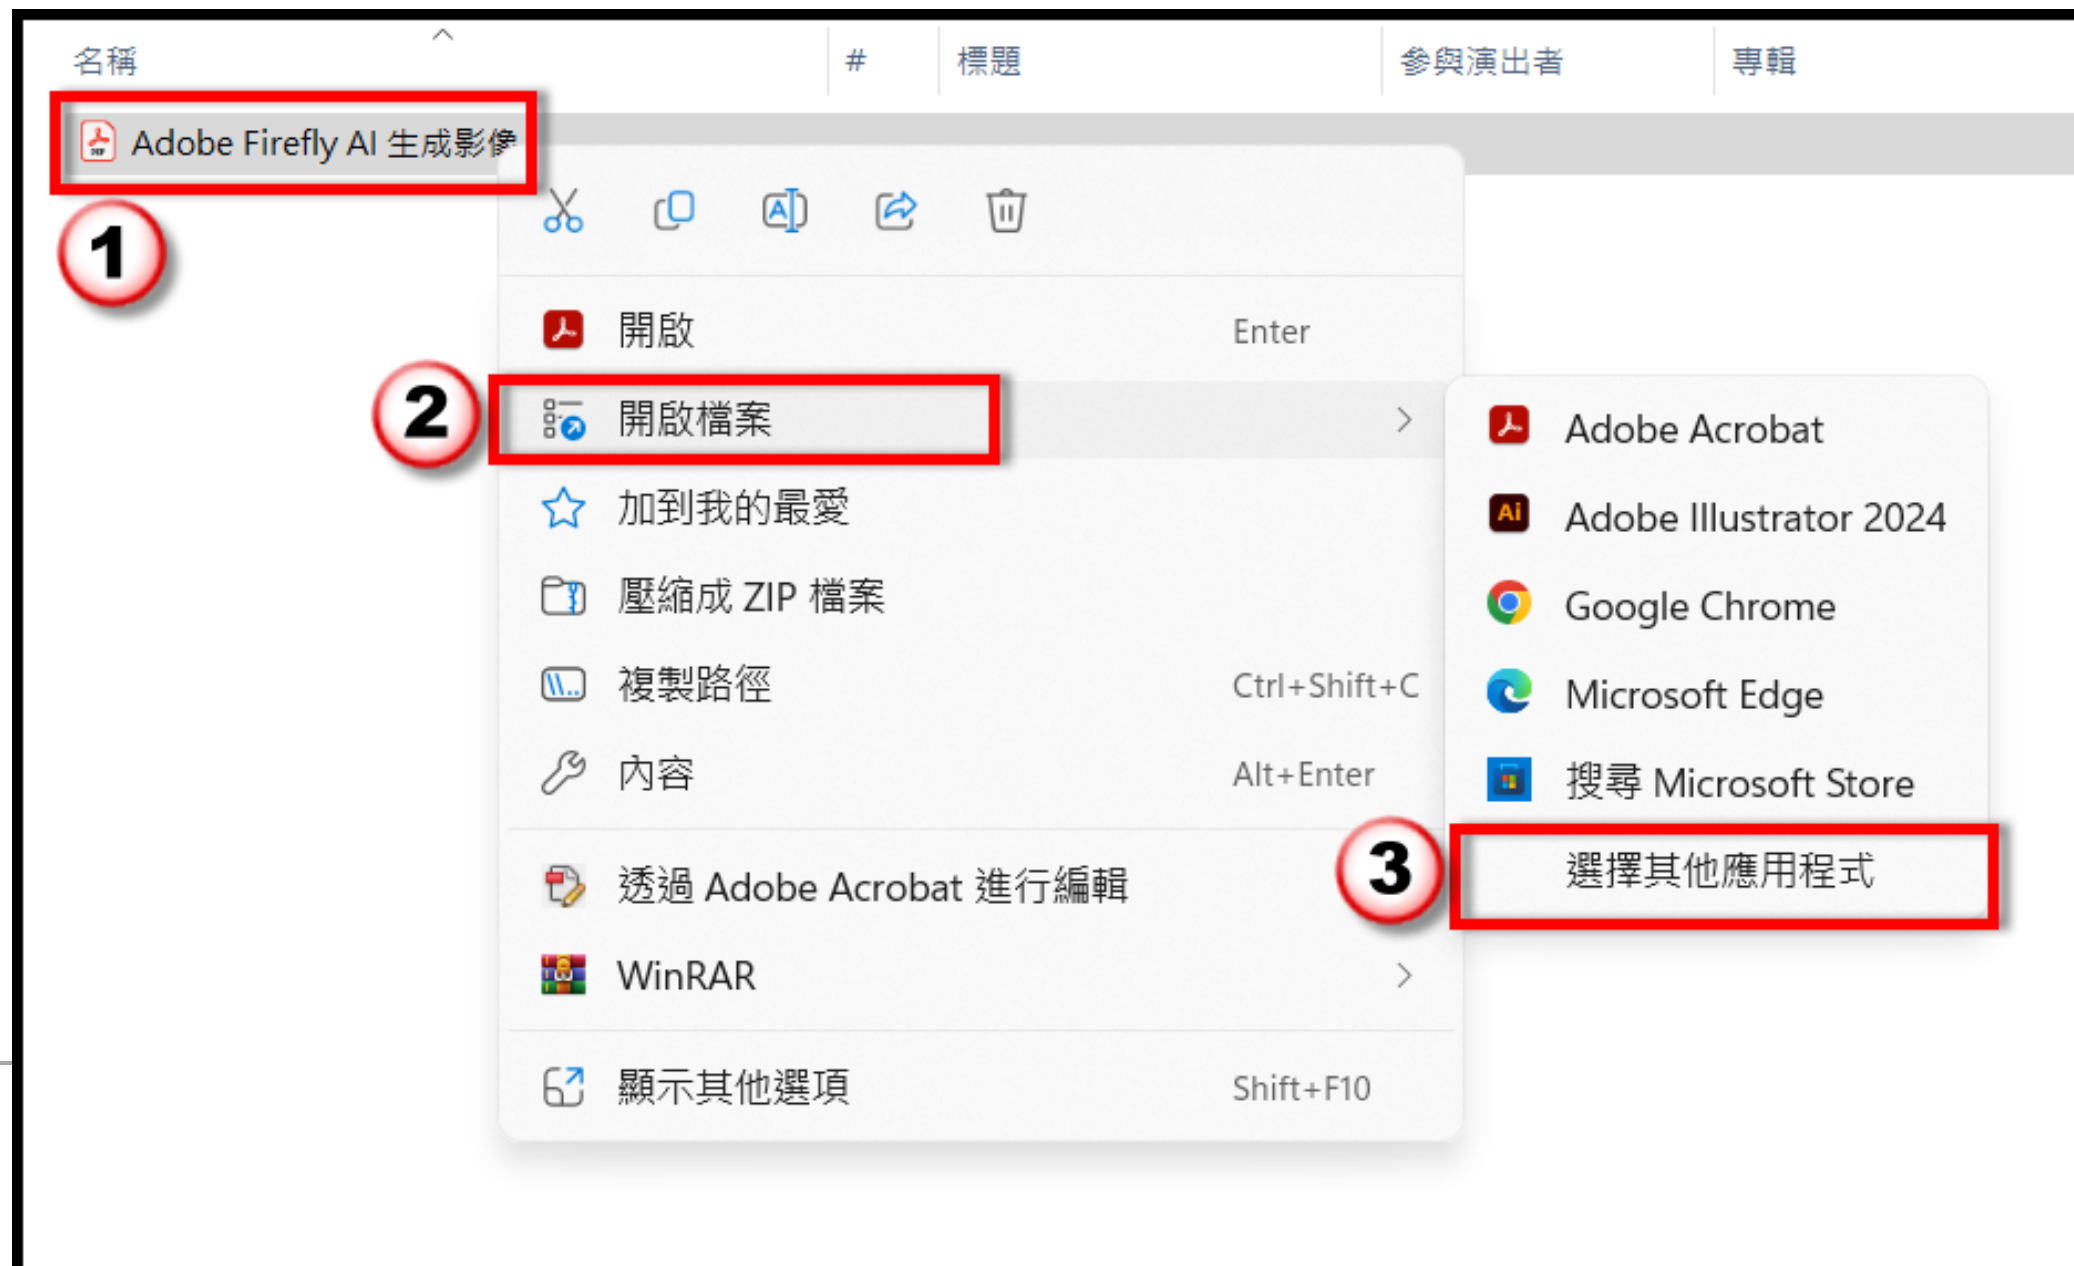 名稱 # 標題 參與演出者 專輯
Adobe Firefly AI 生成影像
1
開啟 Enter
2
開啟檔案
加到我的最愛
壓縮成 ZIP 檔案
複製路徑 Ctrl+Shift+C
內容 Alt+Enter
透過 Adobe Acrobat 進行編輯
WinRAR
顯示其他選項 Shift+F10
Adobe Acrobat
Adobe Illustrator 2024
Google Chrome
Microsoft Edge
搜尋 Microsoft Store
3
選擇其他應用程式